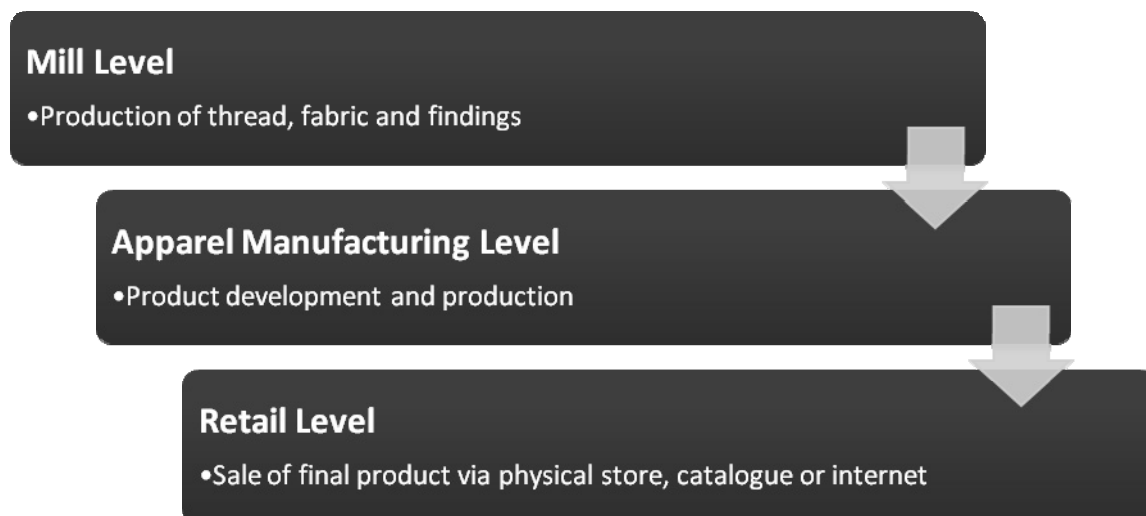 Mill Level
•Production of thread, fabric and findings
Apparel Manufacturing Level
•Product development and production
Retail Level
•Sale of final product via physical store, catalogue or internet